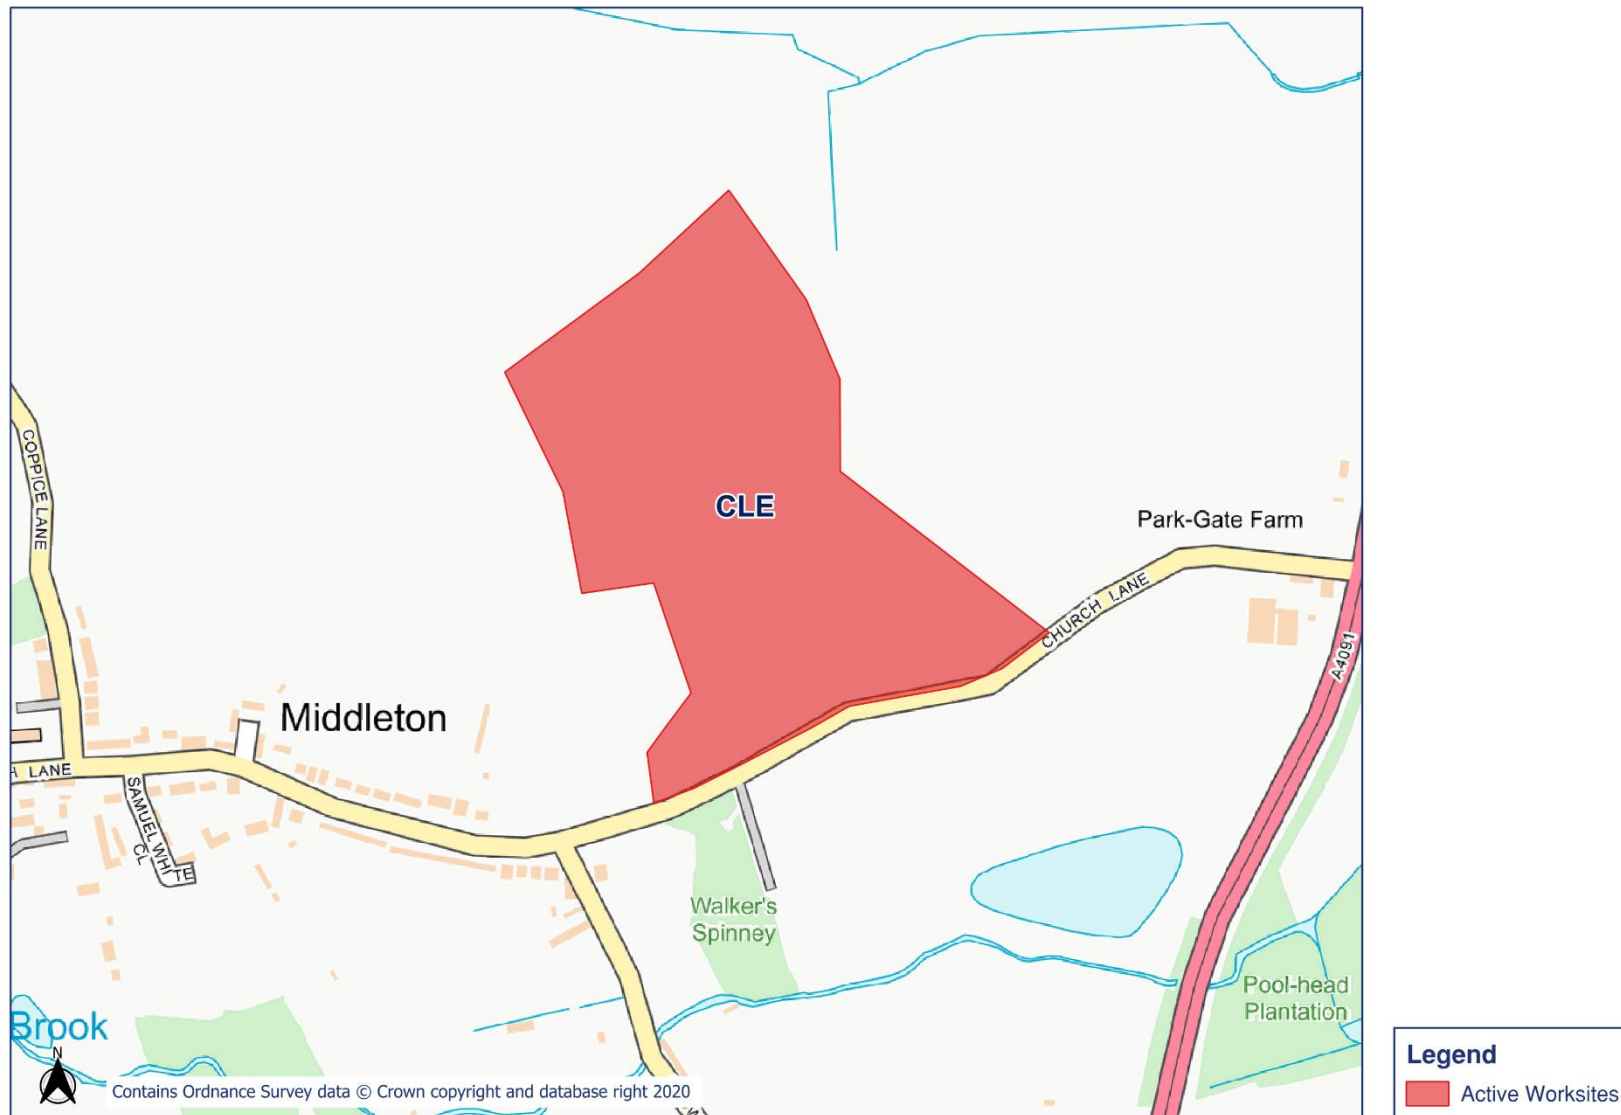 CLE
COPPICE LANE
Park-Gate Farm
CHURCH LANE
A4091
Middleton
H LANE
SAMUEL WHITE
CL
Walker's
Spinney
Pool-head
Plantation
Brook
N
Contains Ordnance Survey data © Crown copyright and database right 2020
Legend
Active Worksites